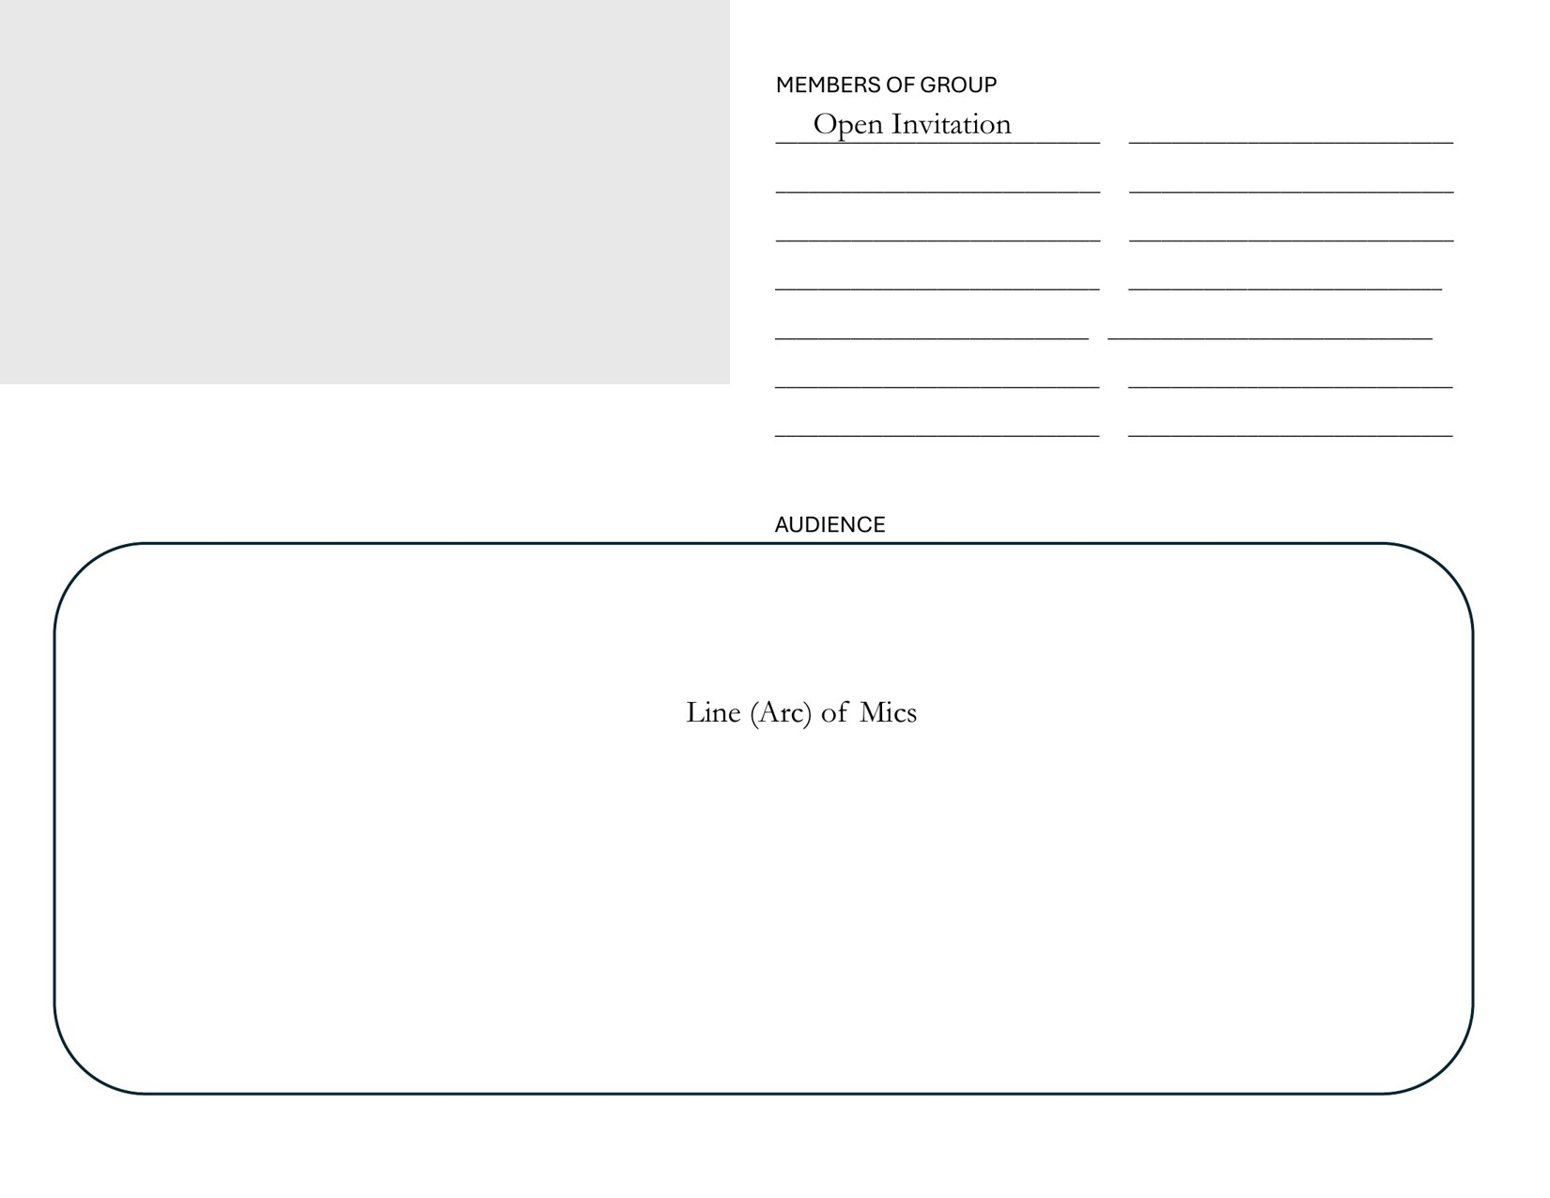 MEMBERS OF GROUP
Open Invitation
AUDIENCE
Line (Arc) of Mics